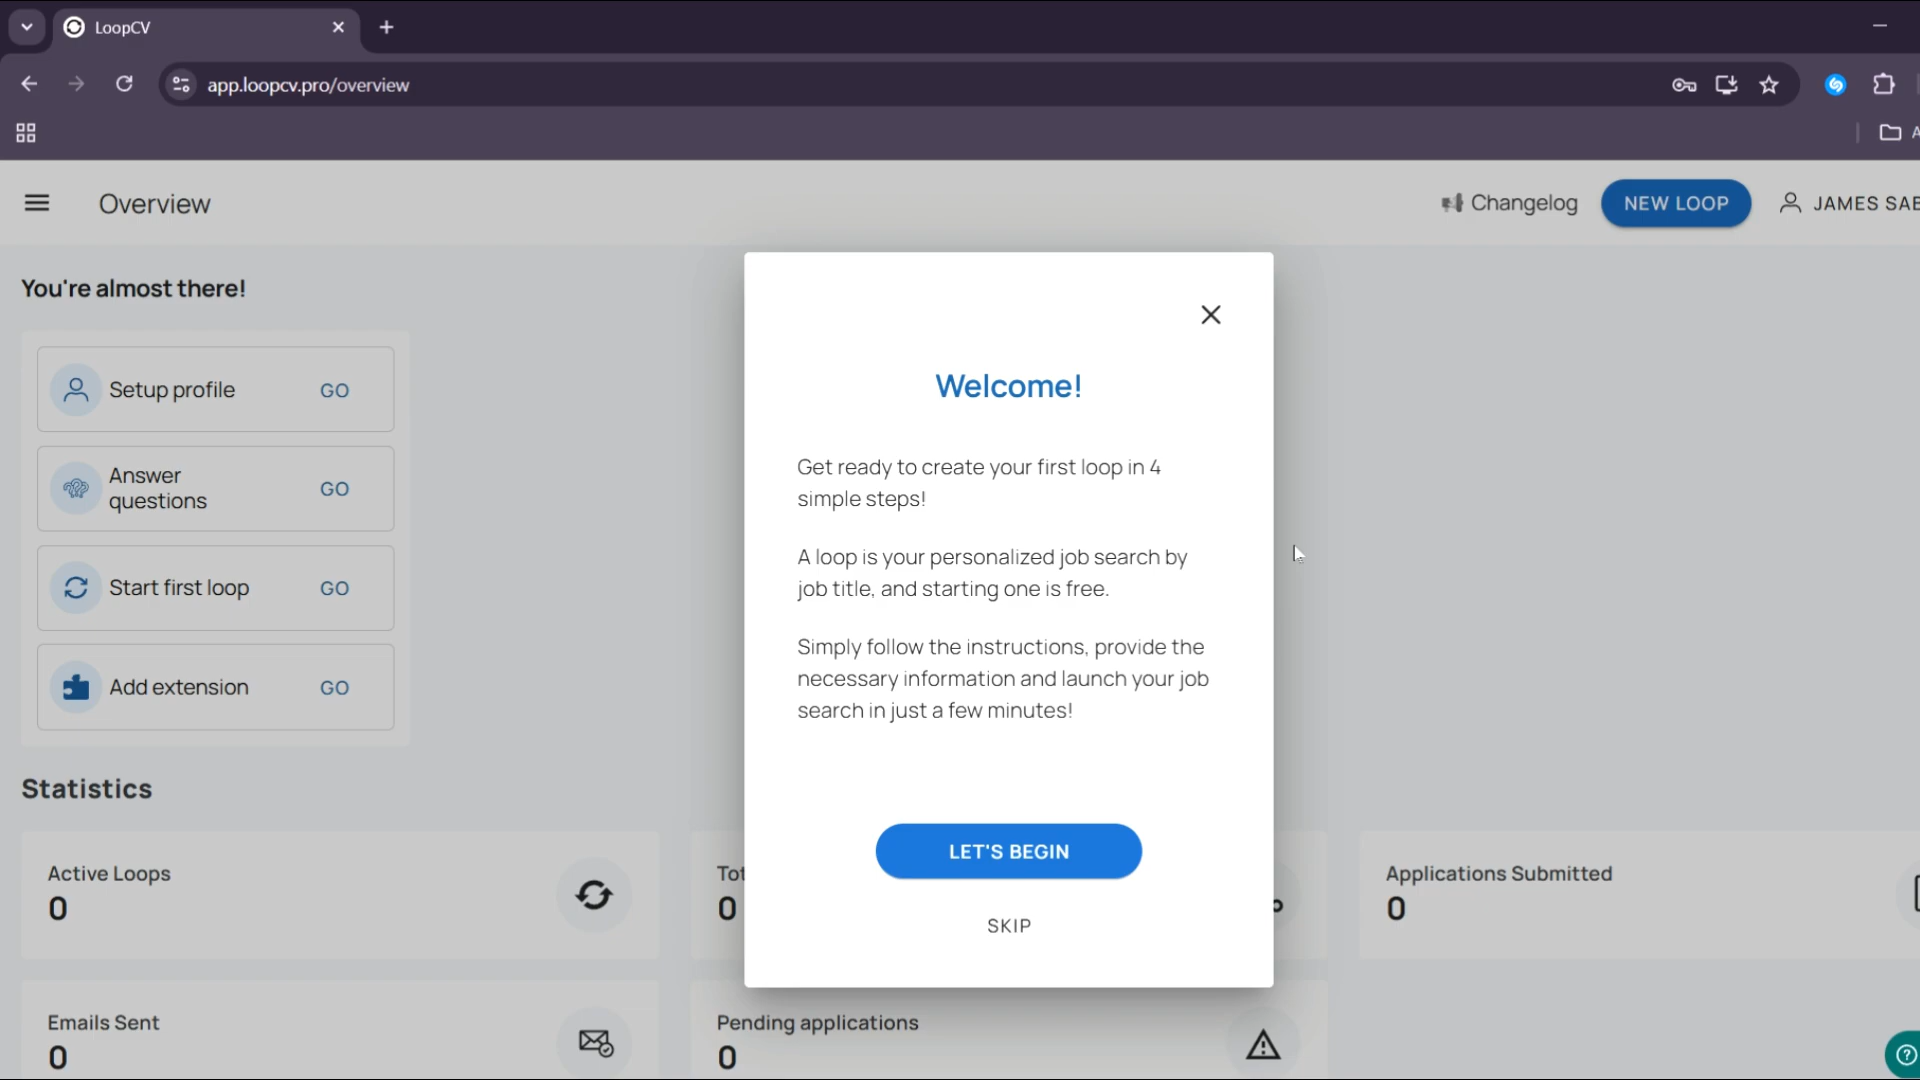 LoopCV
app.loopcv.pro/overview
Overview
Changelog
NEW LOOP
JAMES
You're almost there!
Setup profile GO
Answer
questions
GO
Start first loop GO
Add extension GO
Welcome!
Get ready to create your first loop in 4
simple steps!
A loop is your personalized job search by
job title, and starting one is free.
Simply follow the instructions, provide the
necessary information and launch your job
search in just a few minutes!
LET'S BEGIN
SKIP
Statistics
Active Loops
0
0
Applications Submitted
0
Emails Sent
0
Pending applications
0